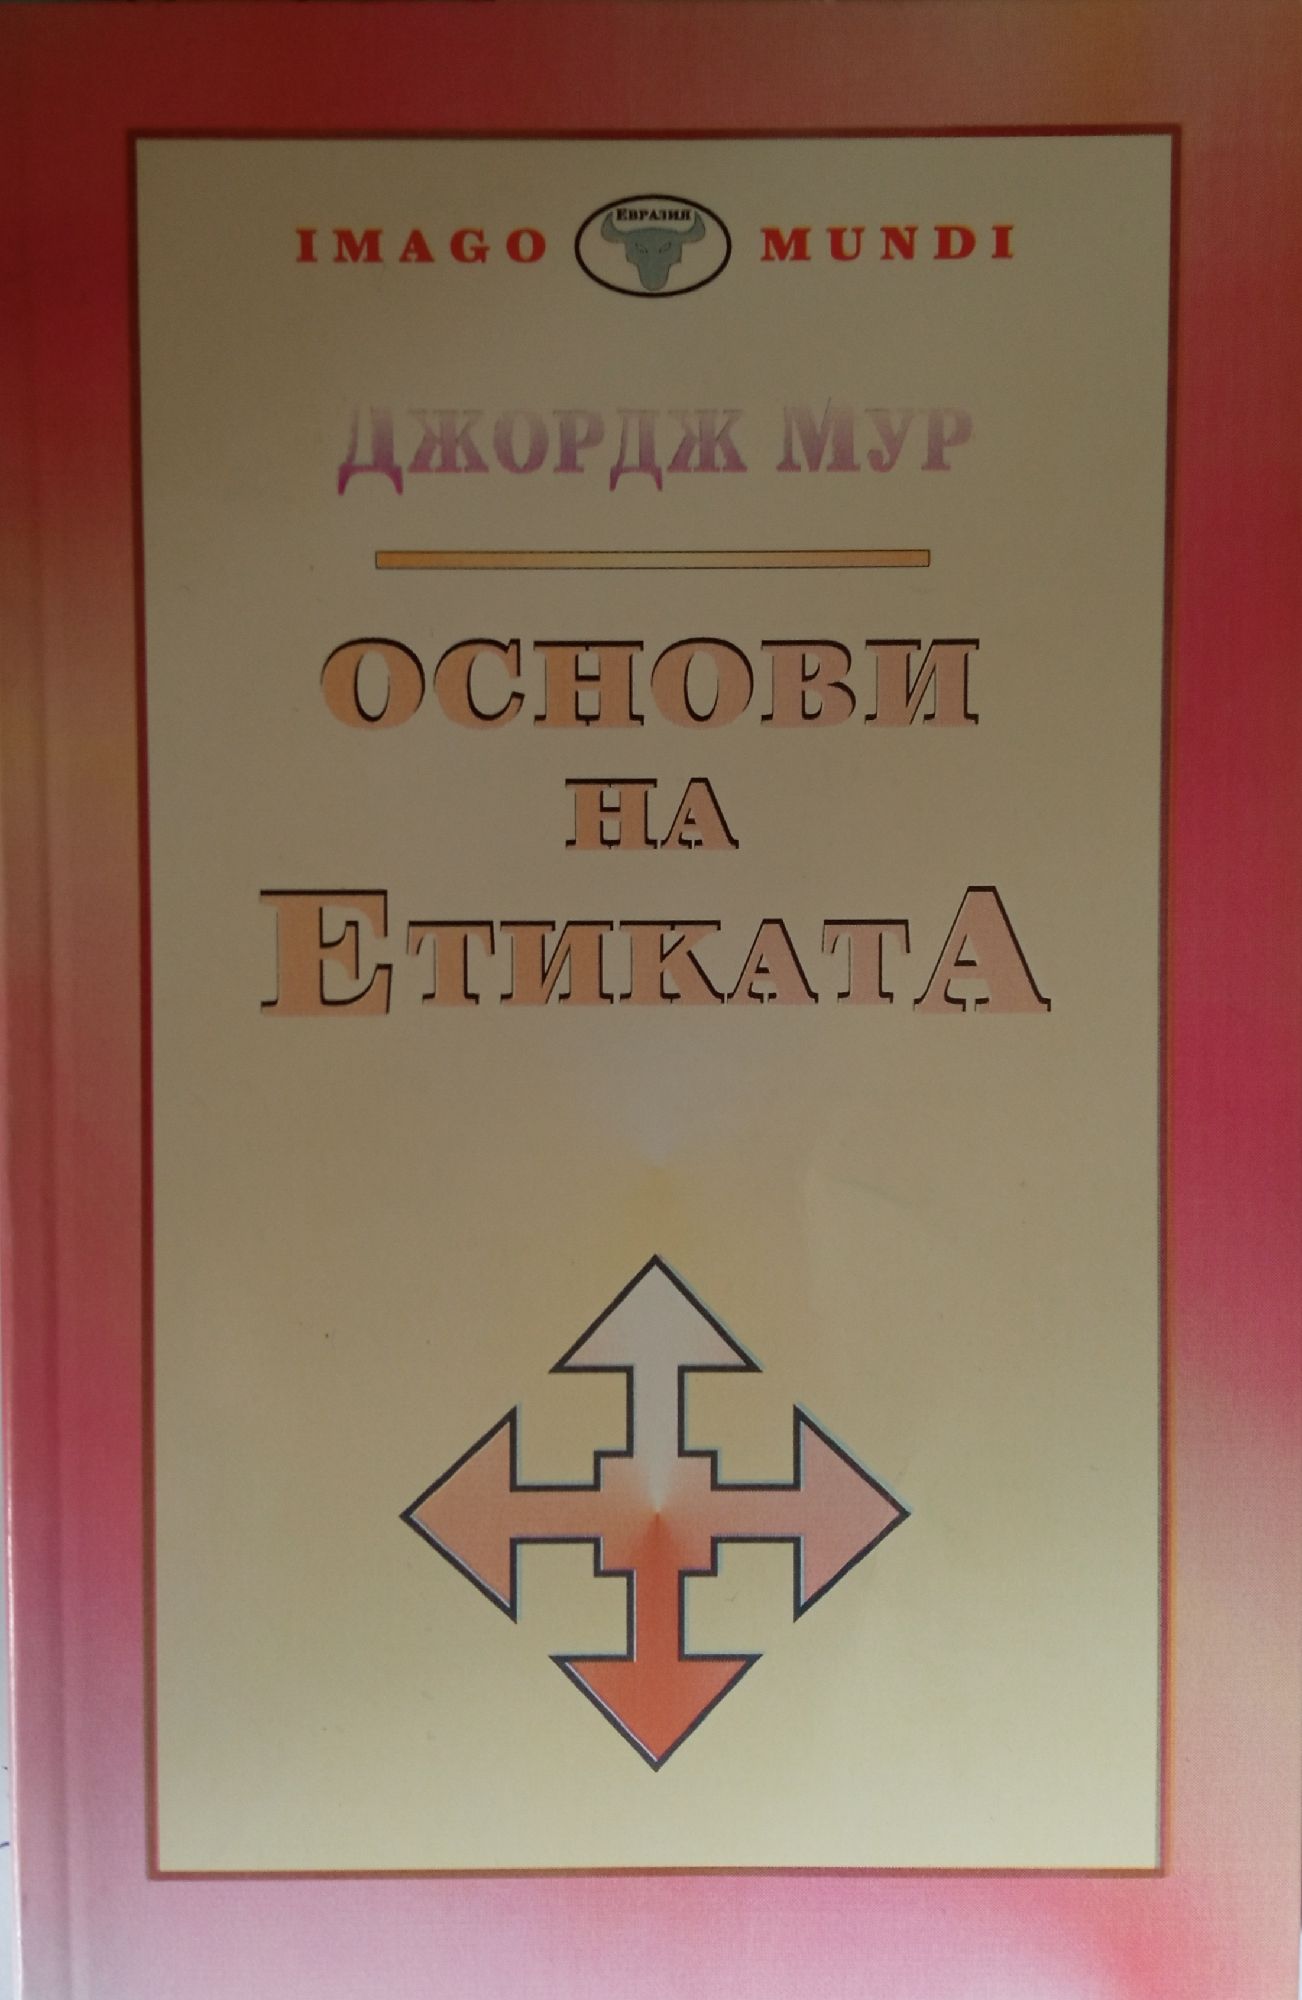 IMAGO ЕВРАЗИЯ MUNDI
ДЖОРДЖ МУР
ОСНОВИ
НА
ЕТИКАТА